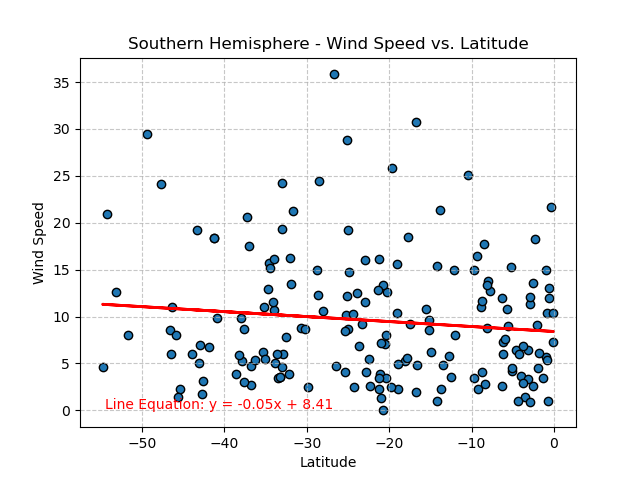 Southern Hemisphere - Wind Speed vs. Latitude
35
30
25
20
15
10
5
0
Wind Speed
Line Equation: y = -0.05x + 8.41
−50 −40 −30 −20 −10 0
Latitude